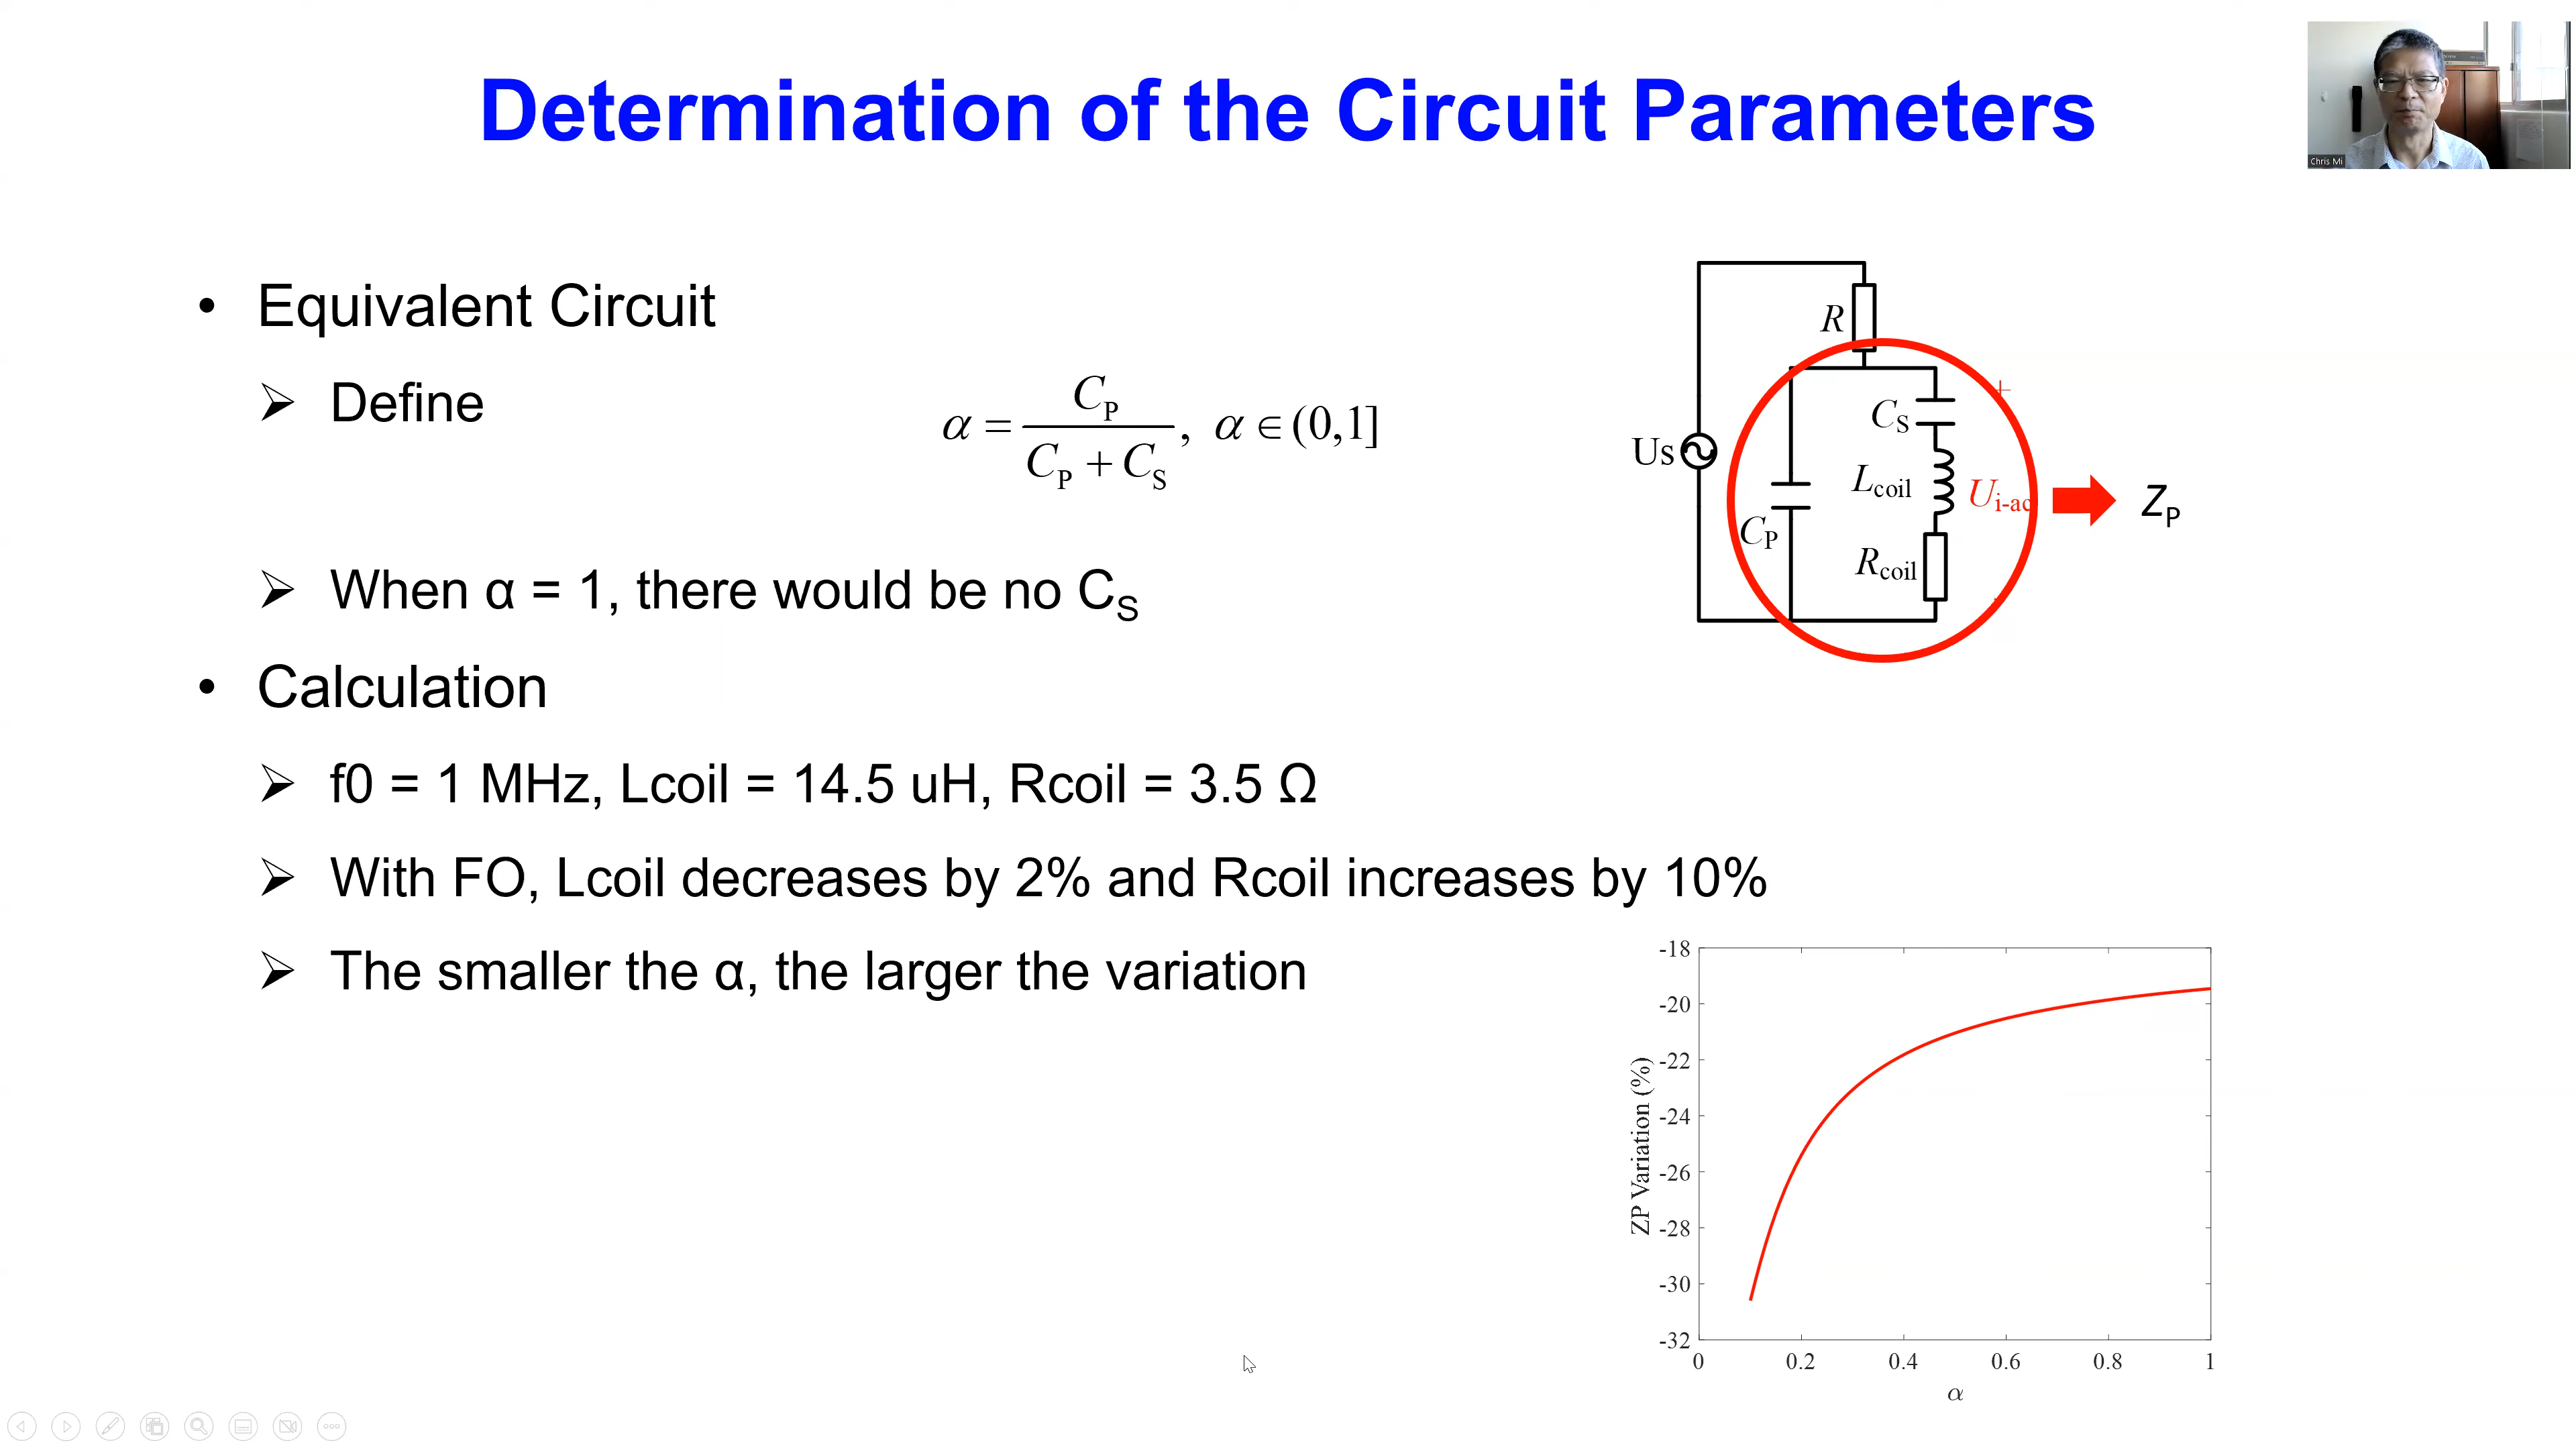 Determination of the Circuit Parameters
Chris Mi
• Equivalent Circuit
➢ Define
α = C_P / (C_P + C_S), α ∈ (0,1]
➢ When α = 1, there would be no C_S
• Calculation
➢ f0 = 1 MHz, Lcoil = 14.5 uH, Rcoil = 3.5 Ω
➢ With FO, Lcoil decreases by 2% and Rcoil increases by 10%
➢ The smaller the α, the larger the variation
R
+
C_S
Us
L_coil
U_i-ac
Z_P
C_P
R_coil
-
-18
-20
-22
-24
-26
-28
-30
-32
ZP Variation (%)
0 0.2 0.4 0.6 0.8 1
α